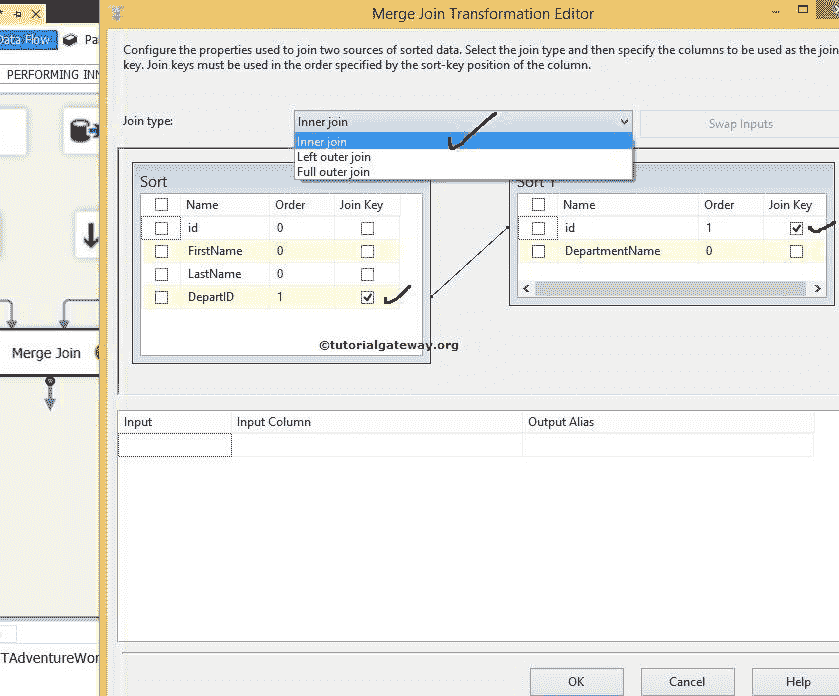 Merge Join Transformation Editor
Data Flow
Configure the properties used to join two sources of sorted data. Select the join type and then specify the columns to be used as the join
key. Join keys must be used in the order specified by the sort-key position of the column.
PERFORMING
Join type:
Inner join
Swap Inputs
Inner join
Left outer join
Full outer join
Sort
Sort 1
Name Order Join Key
id 0
FirstName 0
LastName 0
DepartID 1
Name Order Join Key
id 1
DepartmentName 0
Merge Join
©tutorialgateway.org
Input Input Column Output Alias
OK Cancel Help